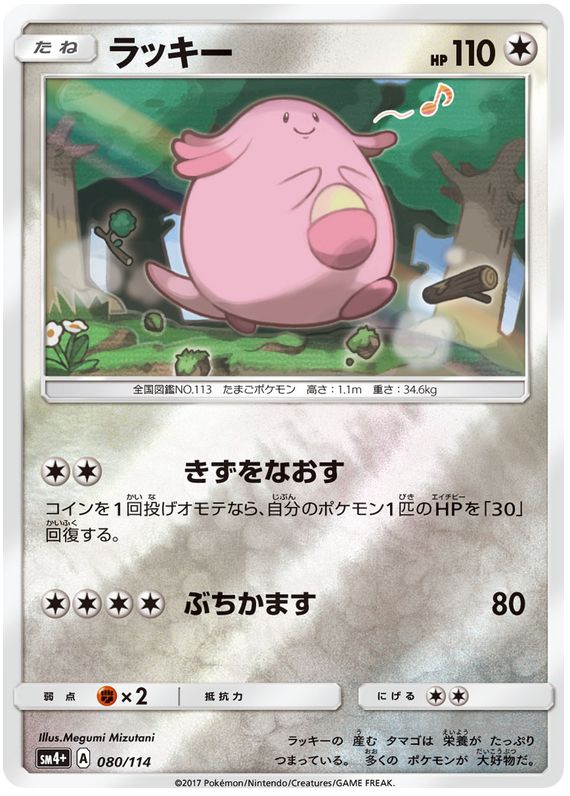 たね ラッキー HP 110
全国図鑑NO.113 たまごポケモン 高さ：1.1m 重さ：34.6kg
きずをなおす
コインを1回投げオモテなら、自分のポケモン1匹のHPを「30」
回復する。
ぶちかます 80
弱点 ×2 抵抗力 にげる
Illus.Megumi Mizutani
SM4+ A 080/114
ラッキーの 産む タマゴは 栄養が たっぷり
つまっている。 多くの ポケモンが 大好物だ。
©2017 Pokémon/Nintendo/Creatures/GAME FREAK.